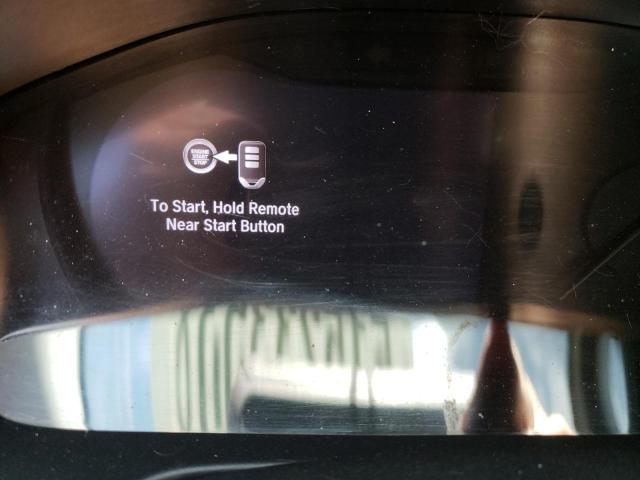 ENGINE
START
STOP
To Start, Hold Remote
Near Start Button